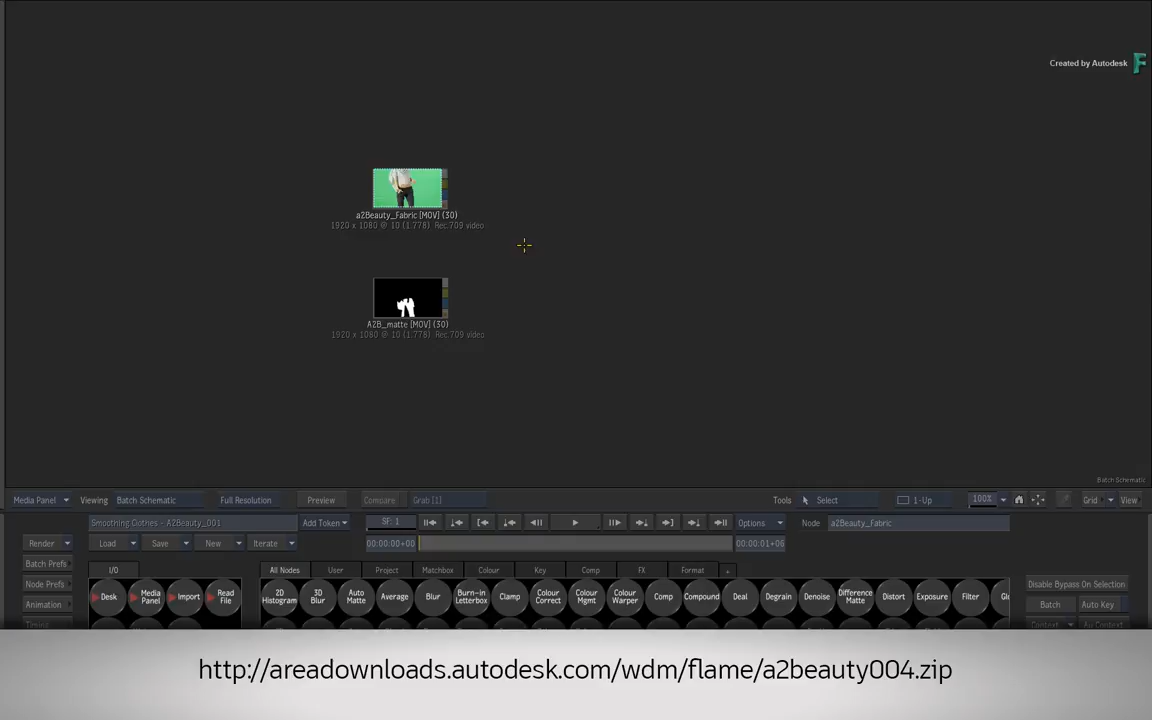 Created by Autodesk
a2Beauty_Fabric [MOV] (30)
1920 x 1080 @ 10 (1.778) Rec.709 video
A2B_matte [MOV] (30)
1920 x 1080 @ 10 (1.778) Rec.709 video
Batch Schematic
Media Panel Viewing Batch Schematic Full Resolution Preview Compare Grab [1] Tools Select 1-Up 100% Grid View
Smoothing Clothes - A2Beauty_001 Add Token SF: 1 Options Node a2Beauty_Fabric
Render Load Save New Iterate 00:00:00+00 00:00:01+06
Batch Prefs I/O All Nodes User Project Matchbox Colour Key Comp FX Format +
Node Prefs Disable Bypass On Selection
Desk Media Panel Import Read File 2D Histogram 3D Blur Auto Matte Average Blur Burn-in Letterbox Clamp Colour Correct Colour Mgmt Colour Warper Comp Compound Deal Degrain Denoise Difference Matte Distort Exposure Filter
Animation Batch Auto Key
Timing Context
http://areadownloads.autodesk.com/wdm/flame/a2beauty004.zip